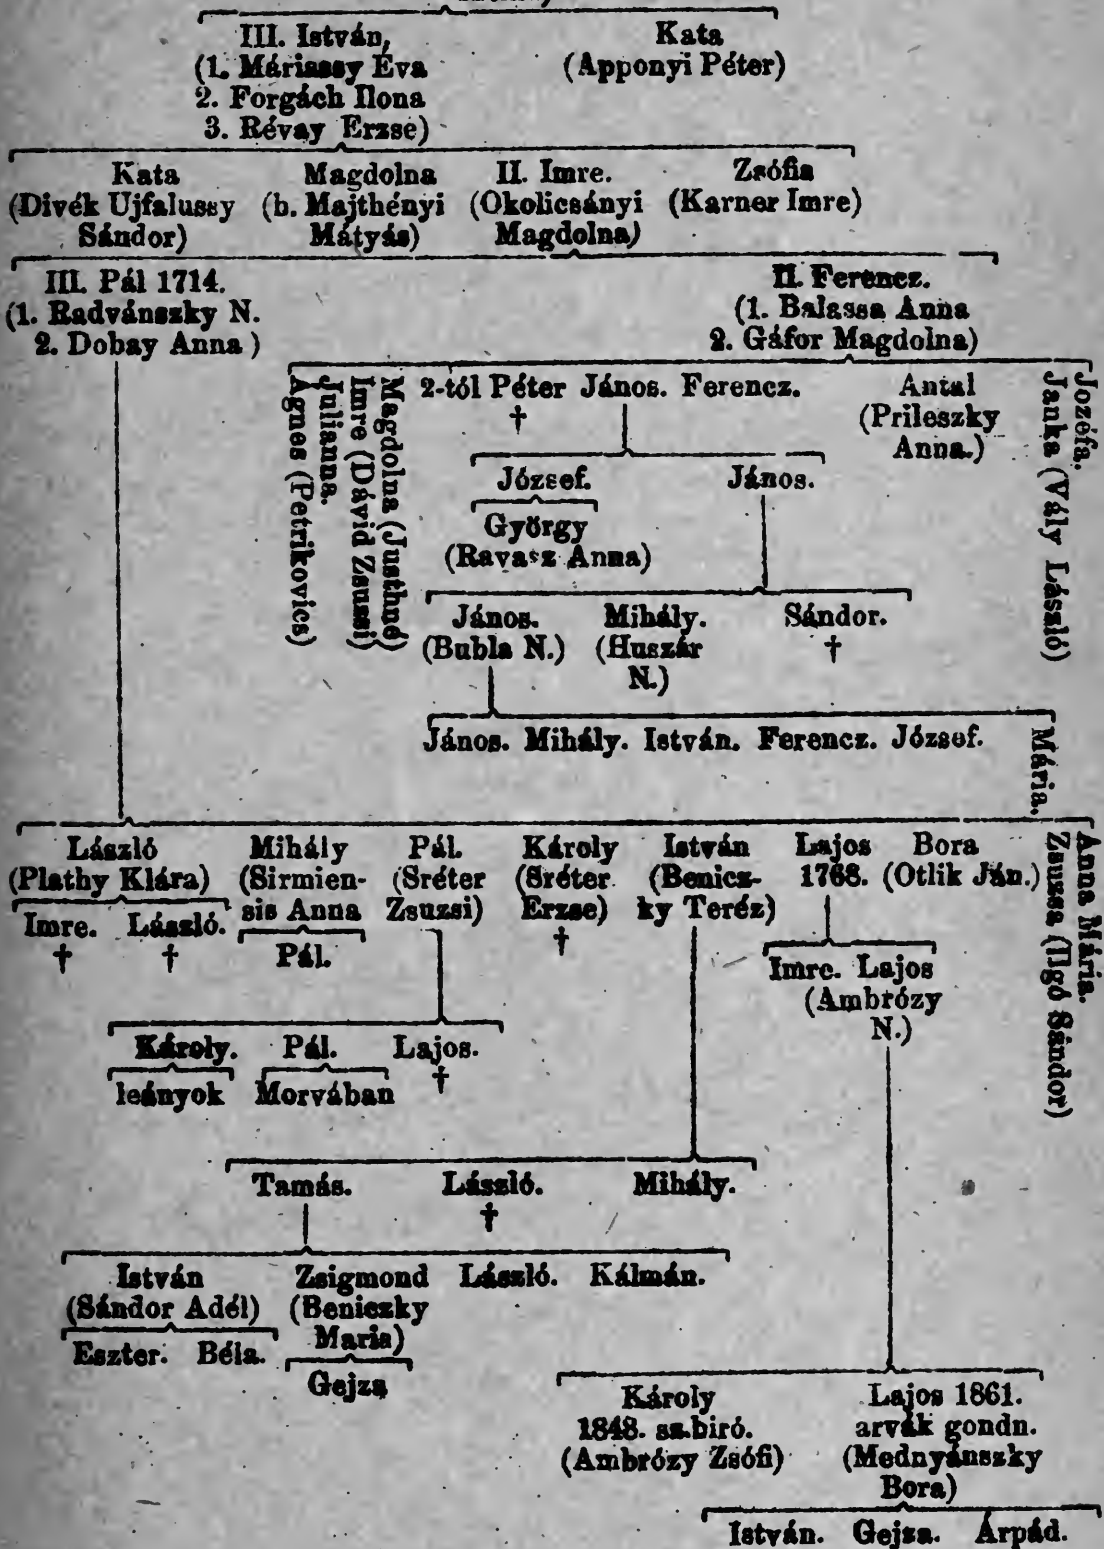 III. István, Kata
(1. Máriassy Éva (Apponyi Péter)
2. Forgách Ilona
3. Révay Erzse)
Kata Magdolna II. Imre. Zsófia
(Divék Ujfalussy (b. Majthényi (Okolicsányi (Karner Imre)
Sándor) Mátyás) Magdolna)
III. Pál 1714. II. Ferencz.
(1. Radvánszky N. (1. Balassa Anna
2. Dobay Anna) 2. Gáfor Magdolna)
Magdolna (Justhné)
Imre (Dávid Zsussi)
Julianna.
Ágnes (Petrikovics)
2-tól Péter János. Ferencz. Antal
† (Prileszky
Anna.)
Jozéfa.
Janka (Vály László)
József. János.
György
(Ravasz Anna)
János. Mihály. Sándor.
(Bubla N.) (Huszár †
N.)
János. Mihály. István. Ferencz. József.
Mária.
László Mihály Pál. Károly István Lajos Bora
(Plathy Klára) (Sirmien- (Sréter (Sréter (Benicz- 1768. (Otlik Ján.)
Imre. László. sis Anna Zsuzsi) Erzse) ky Teréz)
† † Pál. †
Anna Mária.
Zsuzsa (Ilgó Sándor)
Imre. Lajos
(Ambrózy
N.)
Károly. Pál. Lajos.
leányok Morvában †
Tamás. László. Mihály.
†
István Zsigmond László. Kálmán.
(Sándor Adél) (Beniczky
Eszter. Béla. Maria)
Gejza
Károly Lajos 1861.
1848. sz.biró. arvák gondn.
(Ambrózy Zsófi) (Mednyánszky
Bora)
István. Gejza. Árpád.